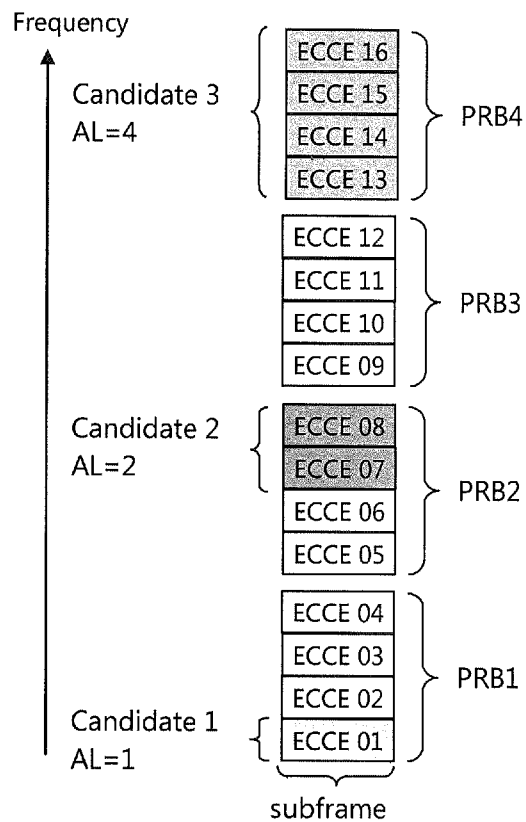 Frequency
Candidate 3
AL=4
ECCE 16
ECCE 15
ECCE 14
ECCE 13
PRB4
ECCE 12
ECCE 11
ECCE 10
ECCE 09
PRB3
Candidate 2
AL=2
ECCE 08
ECCE 07
ECCE 06
ECCE 05
PRB2
ECCE 04
ECCE 03
ECCE 02
ECCE 01
PRB1
Candidate 1
AL=1
subframe